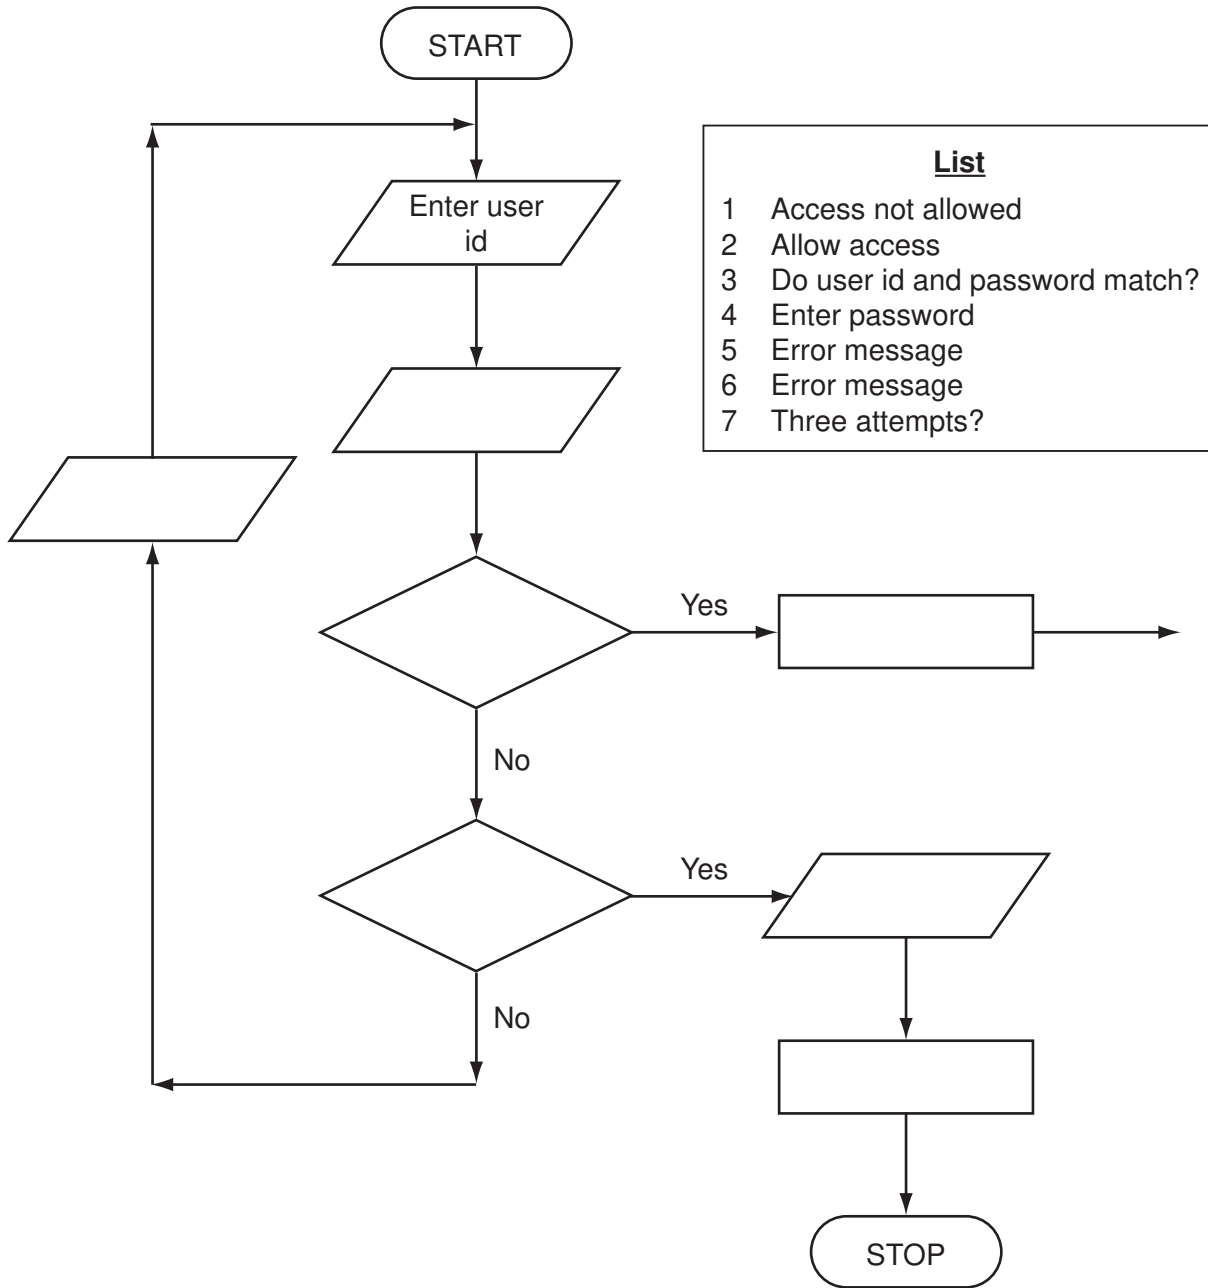 START
Enter user
id
List
1 Access not allowed
2 Allow access
3 Do user id and password match?
4 Enter password
5 Error message
6 Error message
7 Three attempts?
Yes
No
Yes
No
STOP